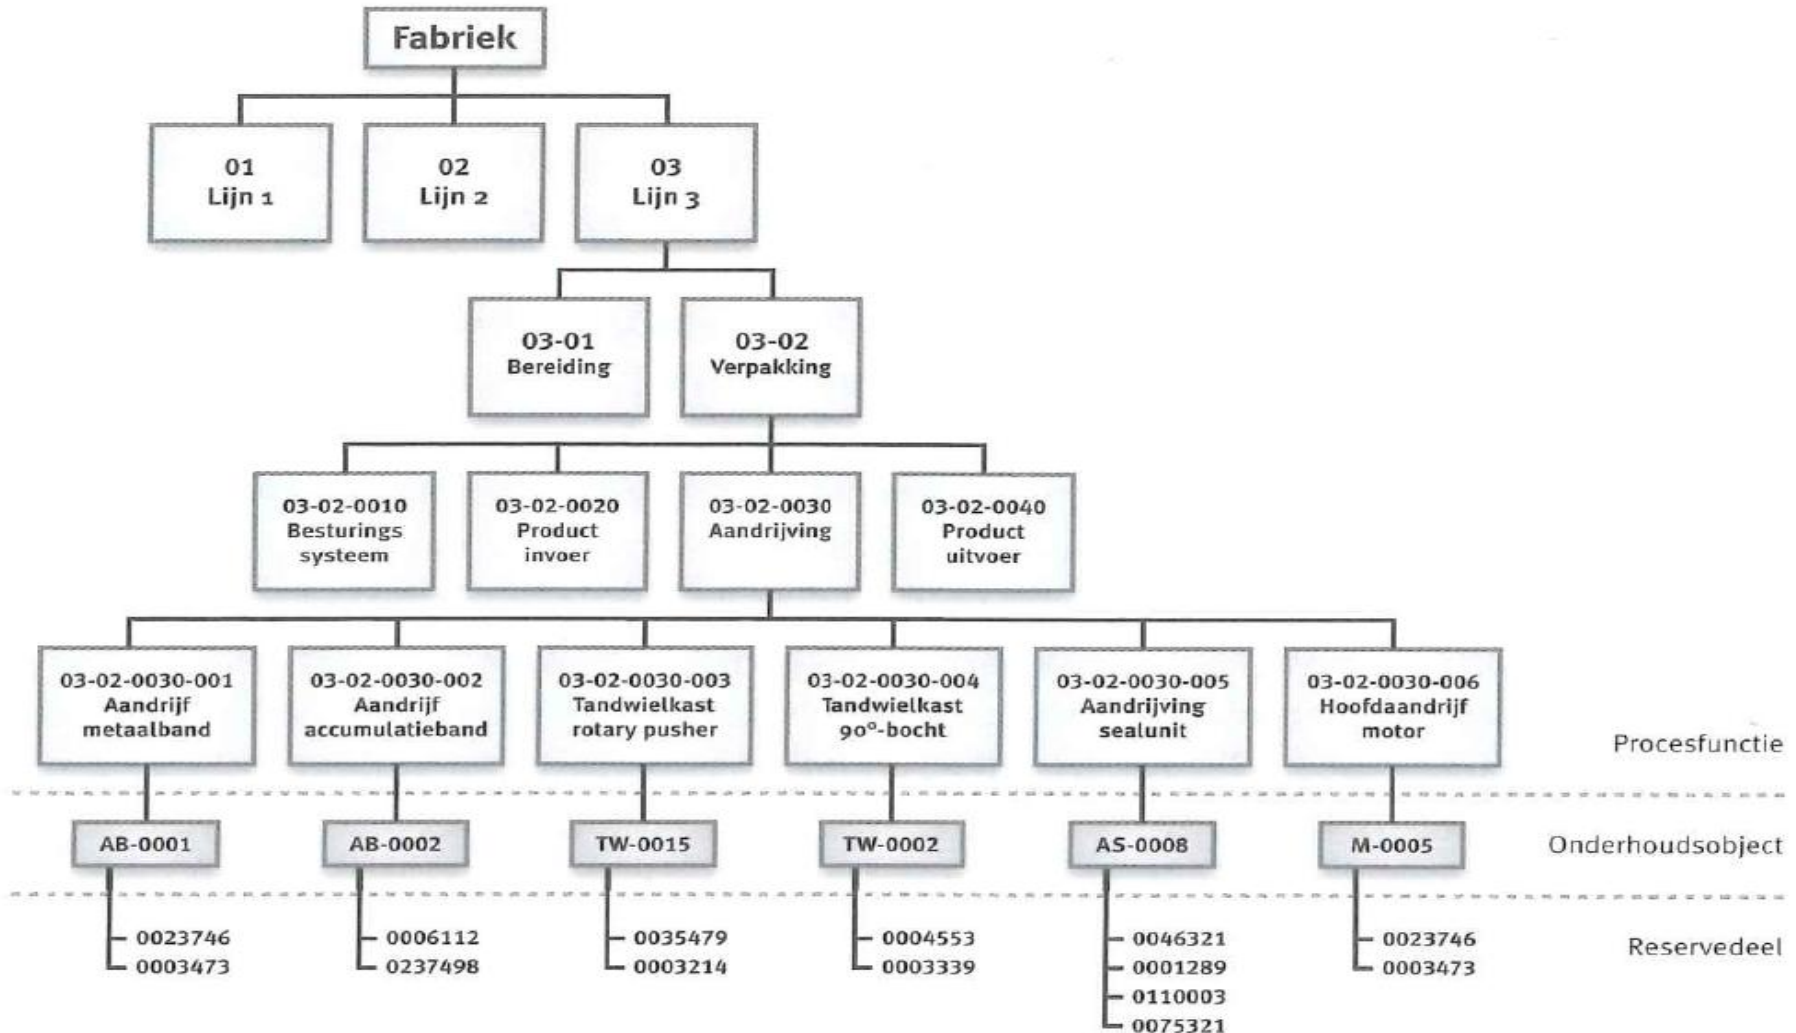 Fabriek
01
Lijn 1
02
Lijn 2
03
Lijn 3
03-01
Bereiding
03-02
Verpakking
03-02-0010
Besturings
systeem
03-02-0020
Product
invoer
03-02-0030
Aandrijving
03-02-0040
Product
uitvoer
03-02-0030-001
Aandrijf
metaalband
03-02-0030-002
Aandrijf
accumulatieband
03-02-0030-003
Tandwielkast
rotary pusher
03-02-0030-004
Tandwielkast
90°-bocht
03-02-0030-005
Aandrijving
sealunit
03-02-0030-006
Hoofdaandrijf
motor
Procesfunctie
AB-0001
AB-0002
TW-0015
TW-0002
AS-0008
M-0005
Onderhoudsobject
0023746
0003473
0006112
0237498
0035479
0003214
0004553
0003339
0046321
0001289
0110003
0075321
0023746
0003473
Reservedeel